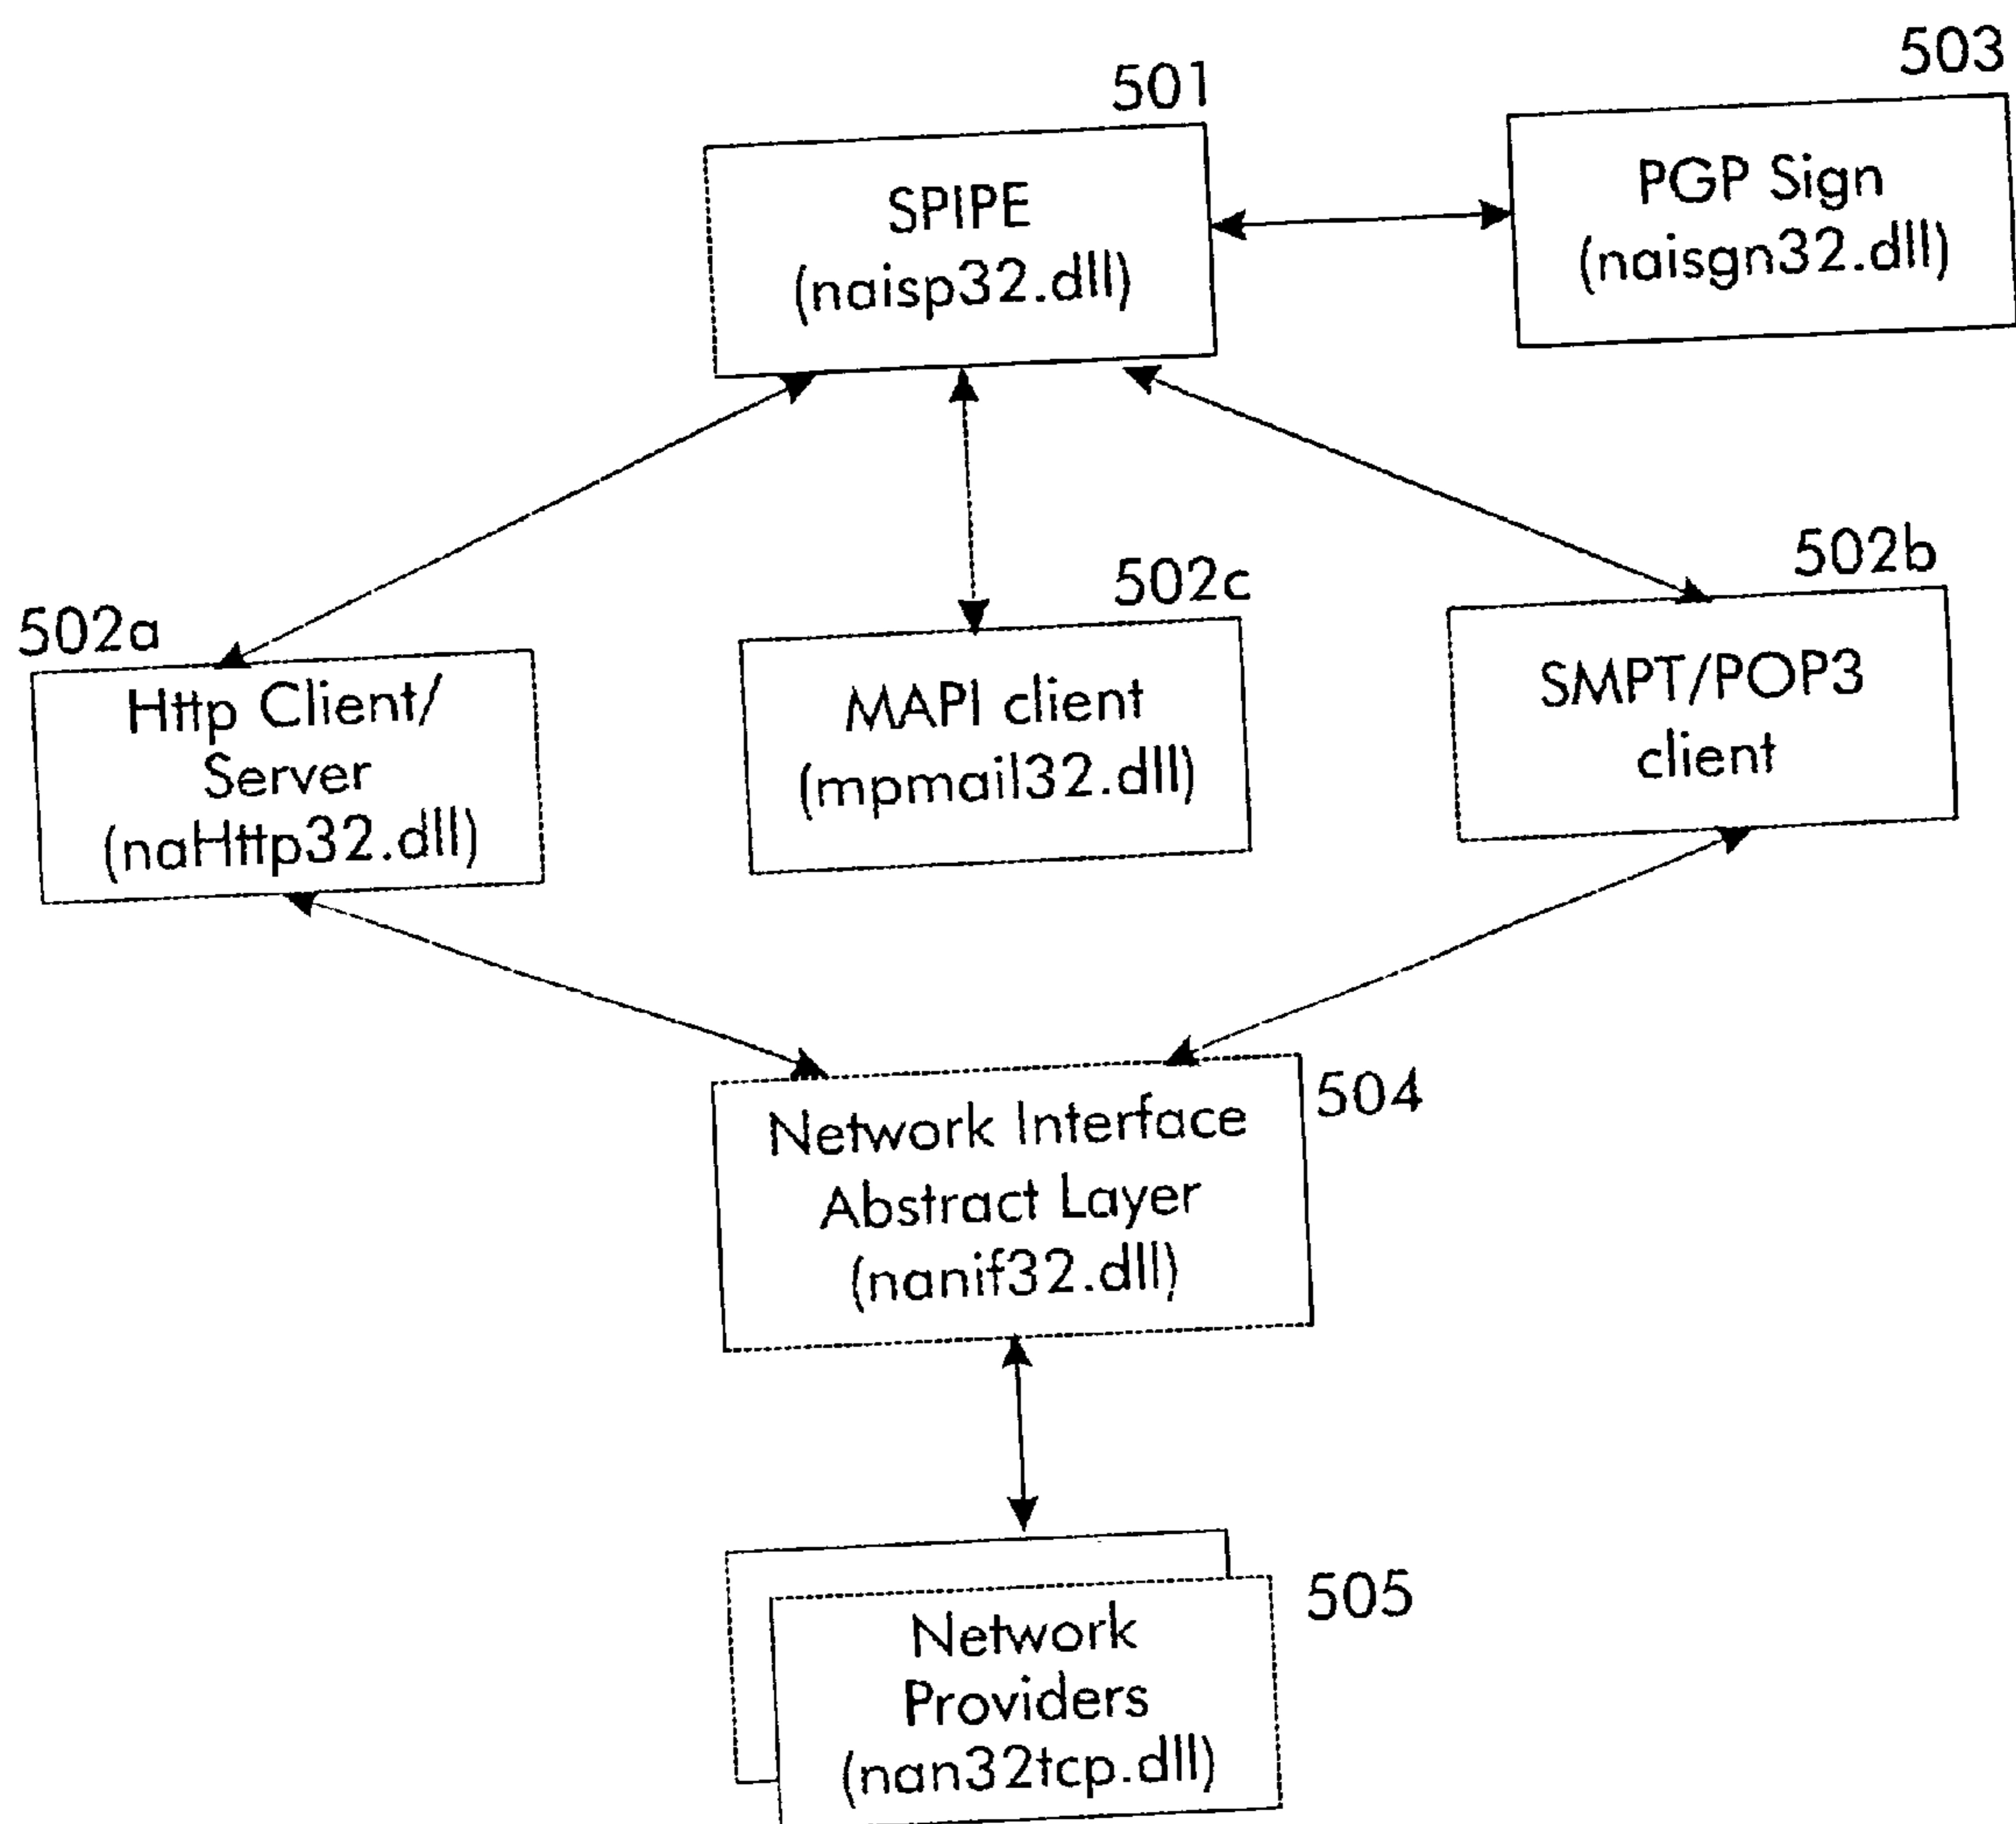 503
501
PGP Sign
(naisgn32.dll)
SPIPE
(naisp32.dll)
502a
Http Client/
Server
(naHttp32.dll)
502c
MAPI client
(mpmail32.dll)
502b
SMPT/POP3
client
504
Network Interface
Abstract Layer
(nanif32.dll)
505
Network
Providers
(nan32tcp.dll)